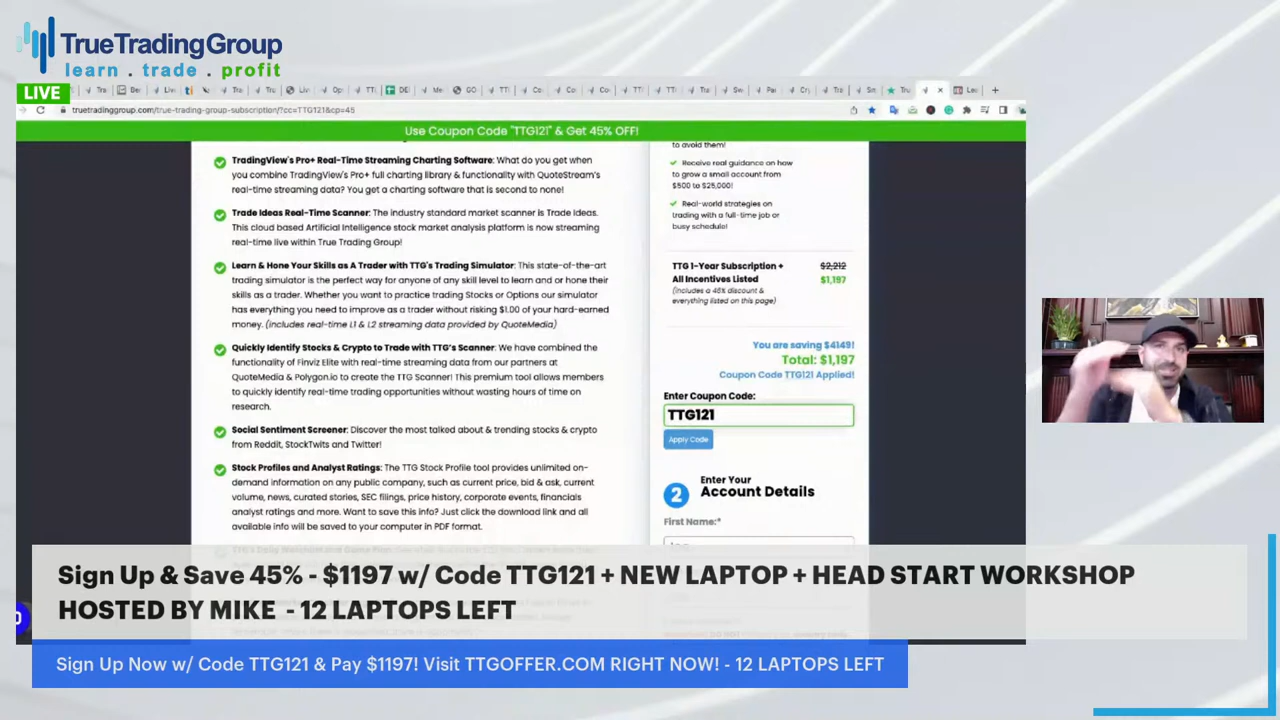 TrueTradingGroup
learn . trade . profit
LIVE
truetradinggroup.com/true-trading-group-subscription/?cc=TTG121&cp=45
Use Coupon Code "TTG121" & Get 45% OFF!
TradingView's Pro+ Real-Time Streaming Charting Software: What do you get when
you combine TradingView's Pro+ full charting library & functionality with QuoteStream's
real-time streaming data? You get a charting software that is second to none!
Trade Ideas Real-Time Scanner: The industry standard market scanner is Trade Ideas.
This cloud based Artificial Intelligence stock market analysis platform is now streaming
real-time live within True Trading Group!
Learn & Hone Your Skills as A Trader with TTG's Trading Simulator: This state-of-the-art
trading simulator is the perfect way for anyone of any skill level to learn and or hone their
skills as a trader. Whether you want to practice trading Stocks or Options our simulator
has everything you need to improve as a trader without risking $1.00 of your hard-earned
money. (includes real-time L1 & L2 streaming data provided by QuoteMedia)
Quickly Identify Stocks & Crypto to Trade with TTG's Scanner: We have combined the
functionality of Finviz Elite with real-time streaming data from our partners at
QuoteMedia & Polygon.io to create the TTG Scanner! This premium tool allows members
to quickly identify real-time trading opportunities without wasting hours of time on
research.
Social Sentiment Screener: Discover the most talked about & trending stocks & crypto
from Reddit, StockTwits and Twitter!
Stock Profiles and Analyst Ratings: The TTG Stock Profile tool provides unlimited on-
demand information on any public company, such as current price, bid & ask, current
volume, news, curated stories, SEC filings, price history, corporate events, financials
analyst ratings and more. Want to save this info? Just click the download link and all
available info will be saved to your computer in PDF format.
to avoid them!
Receive real guidance on how
to grow a small account from
$500 to $25,000!
Real-world strategies on
trading with a full-time job or
busy schedule!
TTG 1-Year Subscription + $2,212
All Incentives Listed $1,197
(includes a 45% discount &
everything listed on this page)
You are saving $4149!
Total: $1,197
Coupon Code TTG121 Applied!
Enter Coupon Code:
TTG121
Apply Code
2 Enter Your
Account Details
First Name:*
Sign Up & Save 45% - $1197 w/ Code TTG121 + NEW LAPTOP + HEAD START WORKSHOP
HOSTED BY MIKE - 12 LAPTOPS LEFT
Sign Up Now w/ Code TTG121 & Pay $1197! Visit TTGOFFER.COM RIGHT NOW! - 12 LAPTOPS LEFT